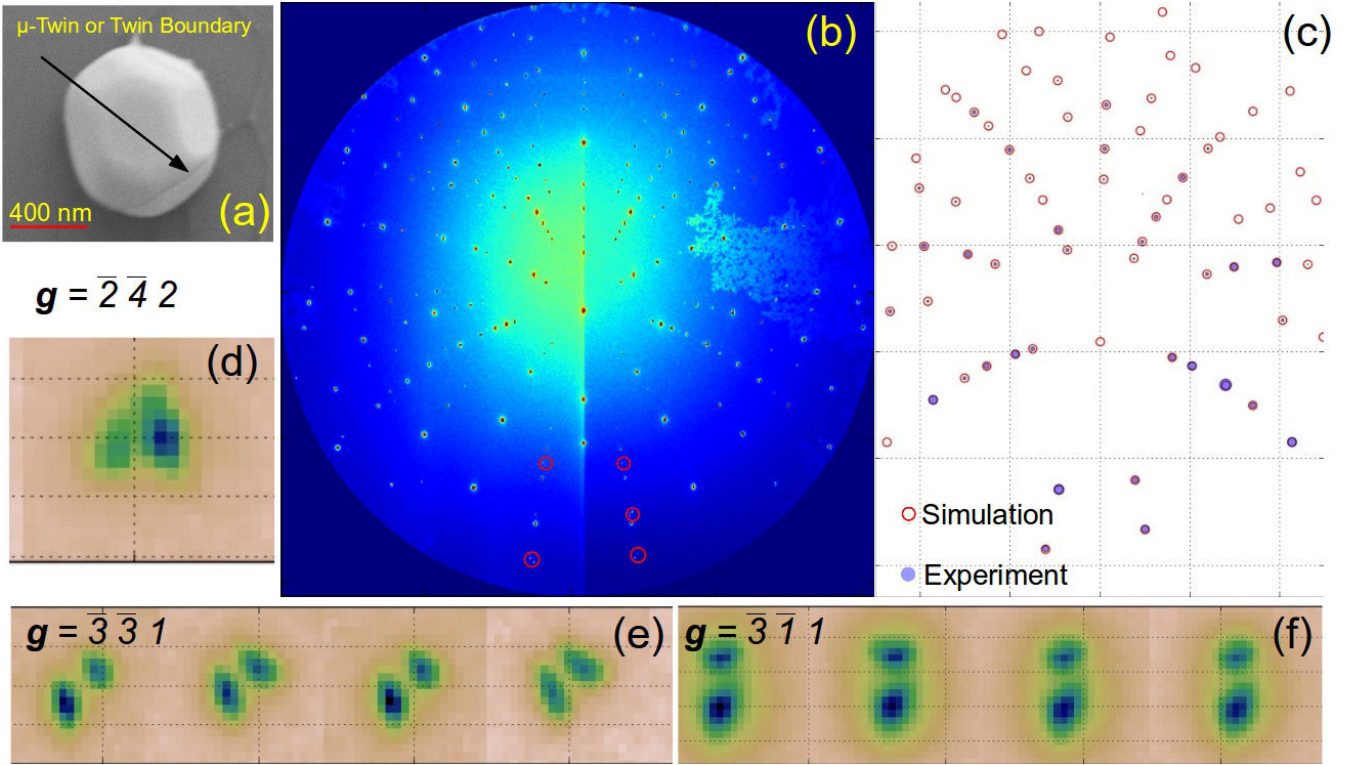 μ-Twin or Twin Boundary
(a)
400 nm
(b)
(c)
Simulation
Experiment
g = 2̅ 4̅ 2
(d)
g = 3̅ 3̅ 1
(e)
g = 3̅ 1̅ 1
(f)